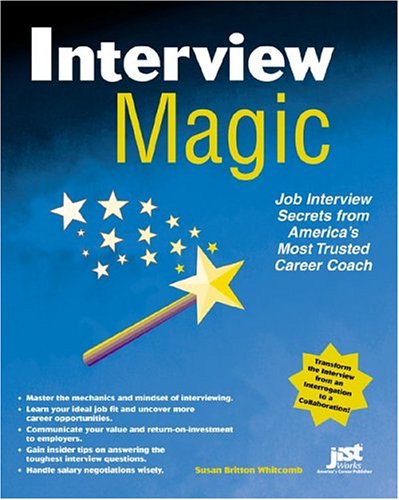 Interview
Magic
Job Interview
Secrets from
America's
Most Trusted
Career Coach
Transform
the Interview
from an
Interrogation
to a
Collaboration!
• Master the mechanics and mindset of interviewing.
• Learn your ideal job fit and uncover more
career opportunities.
• Communicate your value and return-on-investment
to employers.
• Gain insider tips on answering the
toughest interview questions.
• Handle salary negotiations wisely.
Susan Britton Whitcomb
jist
Works
America's Career Publisher